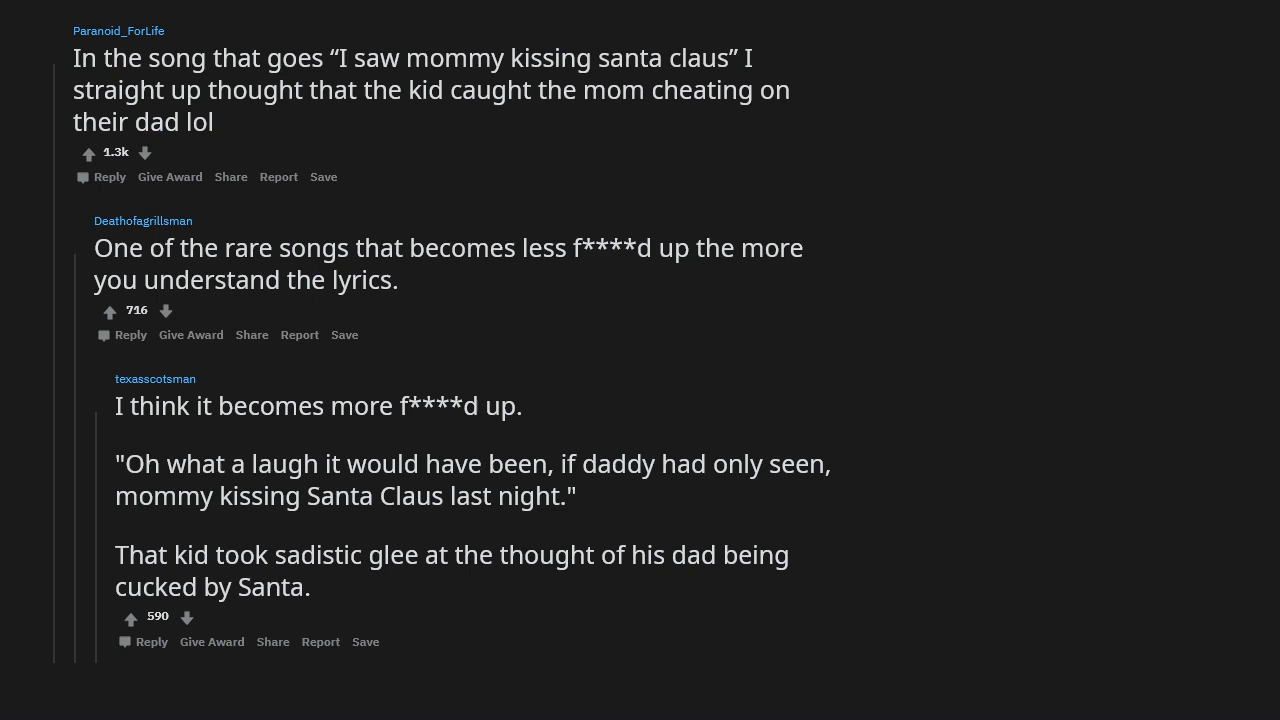 Paranoid_ForLife
In the song that goes “I saw mommy kissing santa claus” I
straight up thought that the kid caught the mom cheating on
their dad lol
1.3k
Reply Give Award Share Report Save
Deathofagrillsman
One of the rare songs that becomes less f****d up the more
you understand the lyrics.
716
Reply Give Award Share Report Save
texasscotsman
I think it becomes more f****d up.
"Oh what a laugh it would have been, if daddy had only seen,
mommy kissing Santa Claus last night."
That kid took sadistic glee at the thought of his dad being
cucked by Santa.
590
Reply Give Award Share Report Save